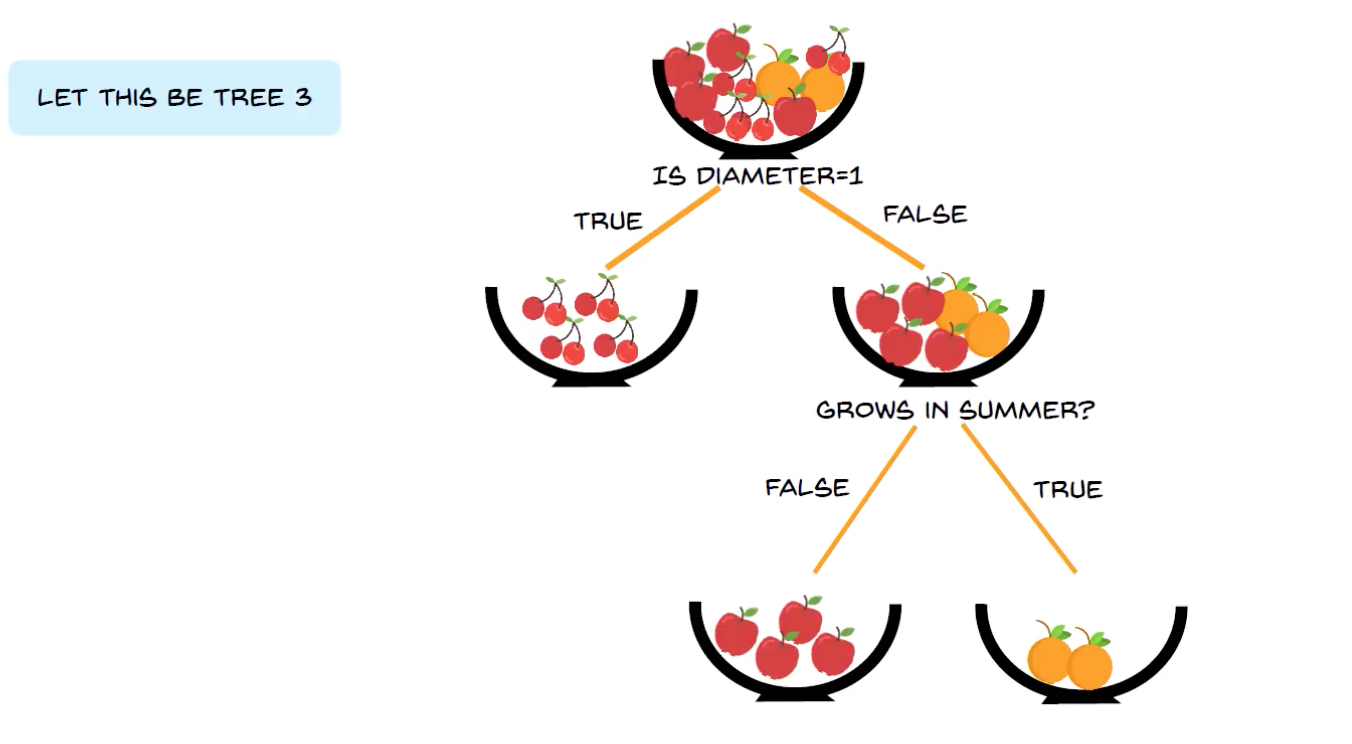 LET THIS BE TREE 3
IS DIAMETER=1
TRUE
FALSE
GROWS IN SUMMER?
FALSE
TRUE